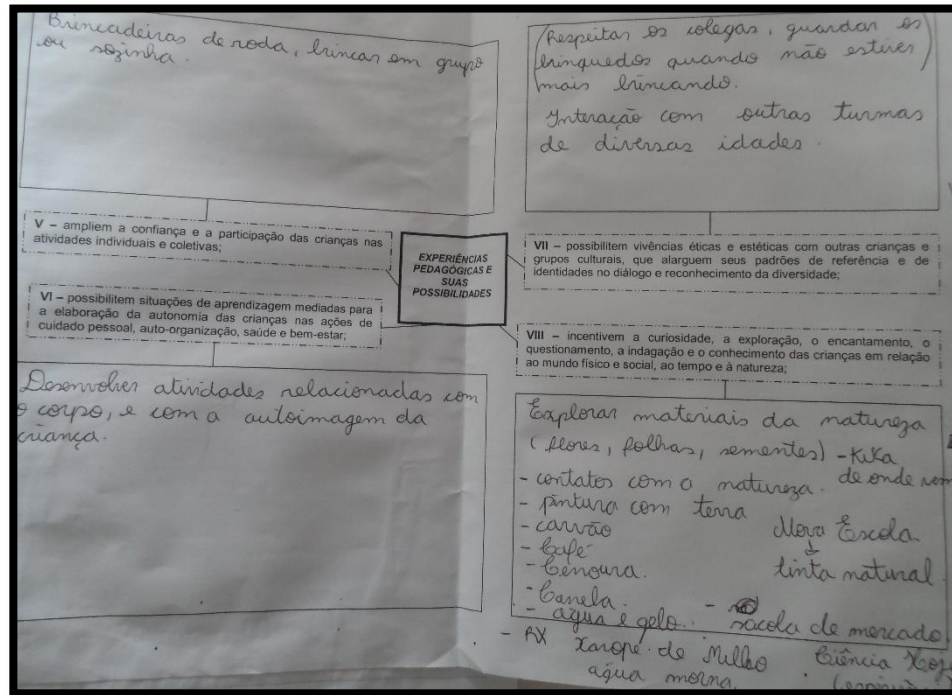 Brincadeiras de roda, brincar em grupo
ou sozinha.
V – ampliem a confiança e a participação das crianças nas
atividades individuais e coletivas;
VI – possibilitem situações de aprendizagem mediadas para
a elaboração da autonomia das crianças nas ações de
cuidado pessoal, auto-organização, saúde e bem-estar;
Desenvolver atividades relacionadas com
o corpo, e com a autoimagem da
criança.
EXPERIÊNCIAS
PEDAGÓGICAS E
SUAS
POSSIBILIDADES
(Respeitar os colegas, guardar os
brinquedos quando não estiver)
mais brincando.
Interação com outras turmas
de diversas idades.
VII – possibilitem vivências éticas e estéticas com outras crianças e
grupos culturais, que alarguem seus padrões de referência e de
identidades no diálogo e reconhecimento da diversidade;
VIII – incentivem a curiosidade, a exploração, o encantamento, o
questionamento, a indagação e o conhecimento das crianças em relação
ao mundo físico e social, ao tempo e à natureza;
Explorar materiais da natureza
(flores, folhas, sementes) - Kika
- contatos com a natureza. de onde vem
- pintura com terra
- carvão Nova Escola
- Café ↓
- Cenoura. tinta natural
- Canela.
- água e gelo. - sacola de mercado
- Xarope de Milho . Ciência
água morna.